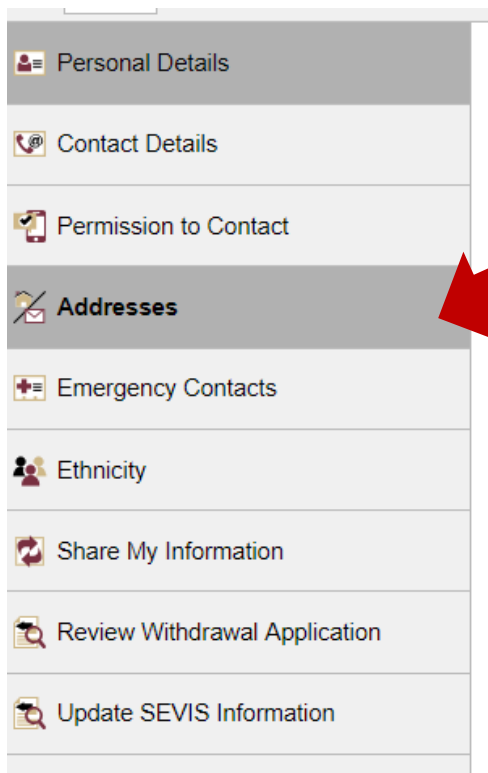 Personal Details
Contact Details
Permission to Contact
Addresses
Emergency Contacts
Ethnicity
Share My Information
Review Withdrawal Application
Update SEVIS Information